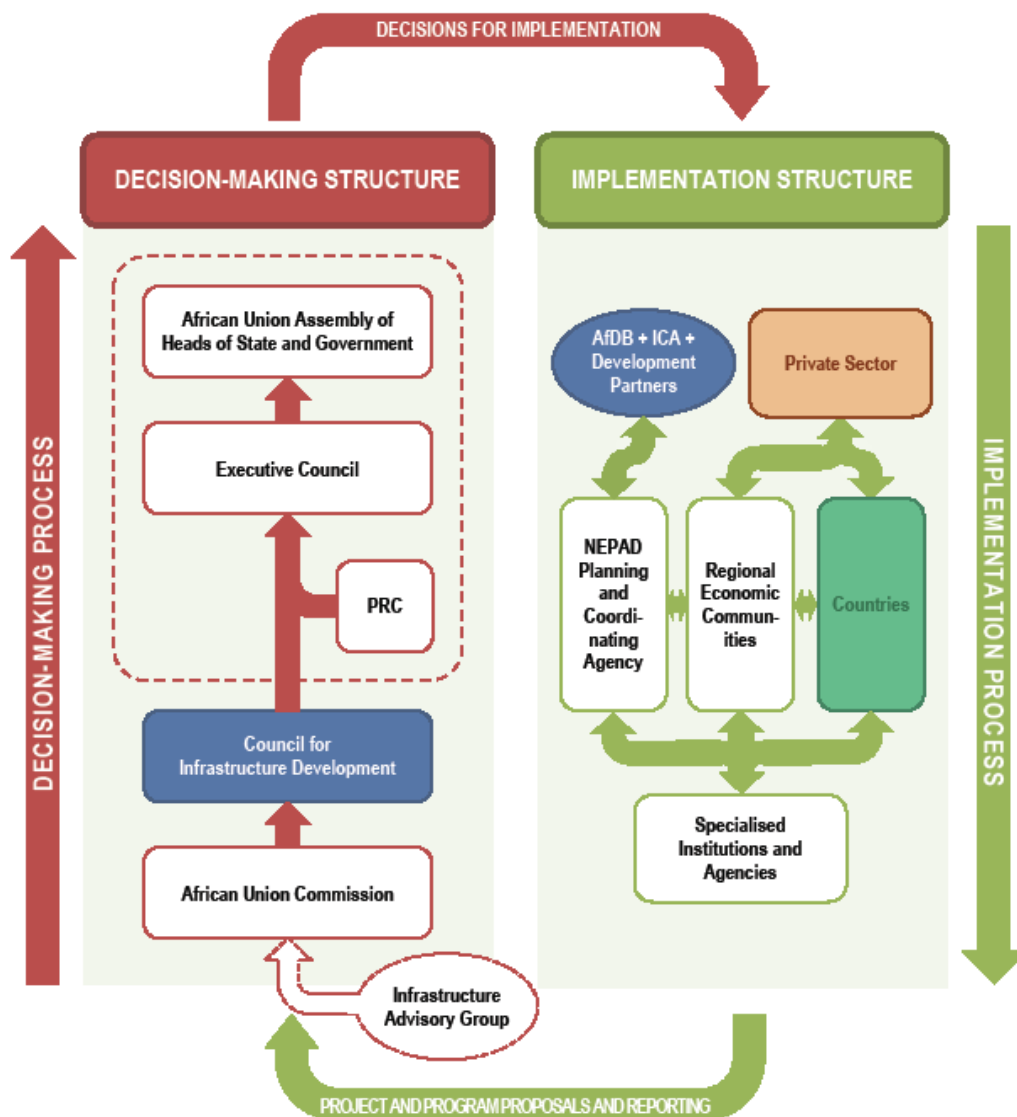 DECISIONS FOR IMPLEMENTATION
DECISION-MAKING STRUCTURE
IMPLEMENTATION STRUCTURE
DECISION-MAKING PROCESS
African Union Assembly of
Heads of State and Government
Executive Council
PRC
Council for
Infrastructure Development
African Union Commission
Infrastructure
Advisory Group
AfDB + ICA +
Development
Partners
Private Sector
NEPAD
Planning
and
Coordi-
nating
Agency
Regional
Economic
Commun-
ities
Countries
Specialised
Institutions and
Agencies
IMPLEMENTATION PROCESS
PROJECT AND PROGRAM PROPOSALS AND REPORTING